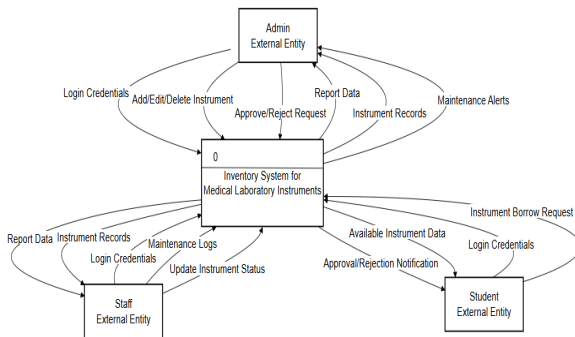 Admin
External Entity
Login Credentials
Add/Edit/Delete Instrument
Approve/Reject Request
Report Data
Instrument Records
Maintenance Alerts
0
Inventory System for
Medical Laboratory Instruments
Report Data
Instrument Records
Login Credentials
Maintenance Logs
Update Instrument Status
Instrument Borrow Request
Available Instrument Data
Login Credentials
Approval/Rejection Notification
Staff
External Entity
Student
External Entity